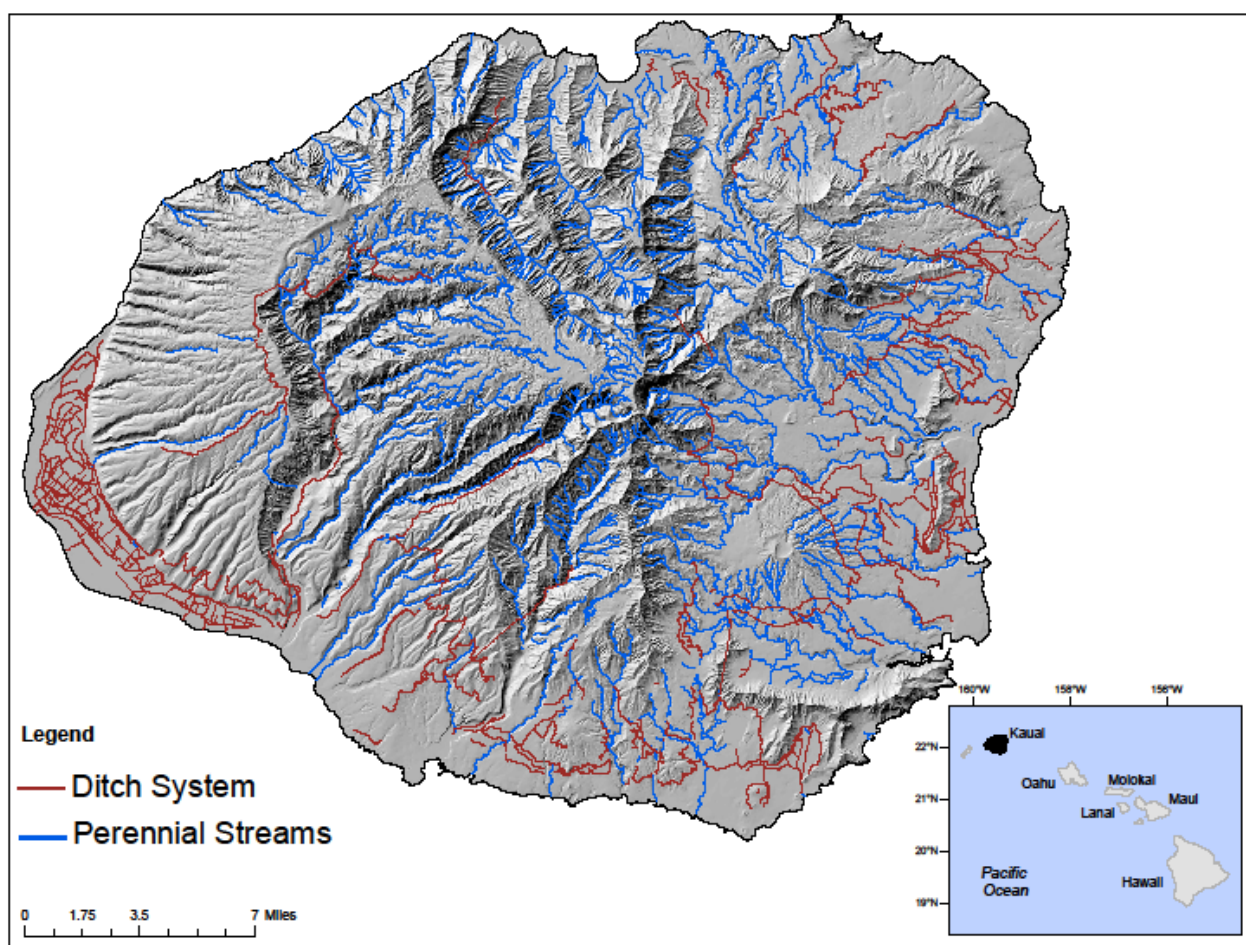 Legend
Ditch System
Perennial Streams
0 1.75 3.5 7 Miles
160°W 158°W 156°W
22°N
21°N
20°N
19°N
Kauai
Oahu
Molokai
Lanai
Maui
Hawaii
Pacific
Ocean